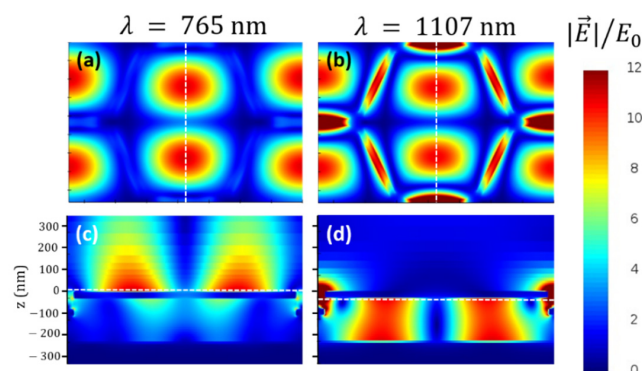 λ = 765 nm
λ = 1107 nm
|E⃗|/E₀
(a)
(b)
12
10
8
6
4
2
0
(c)
(d)
z (nm)
300
200
100
0
−100
−200
−300